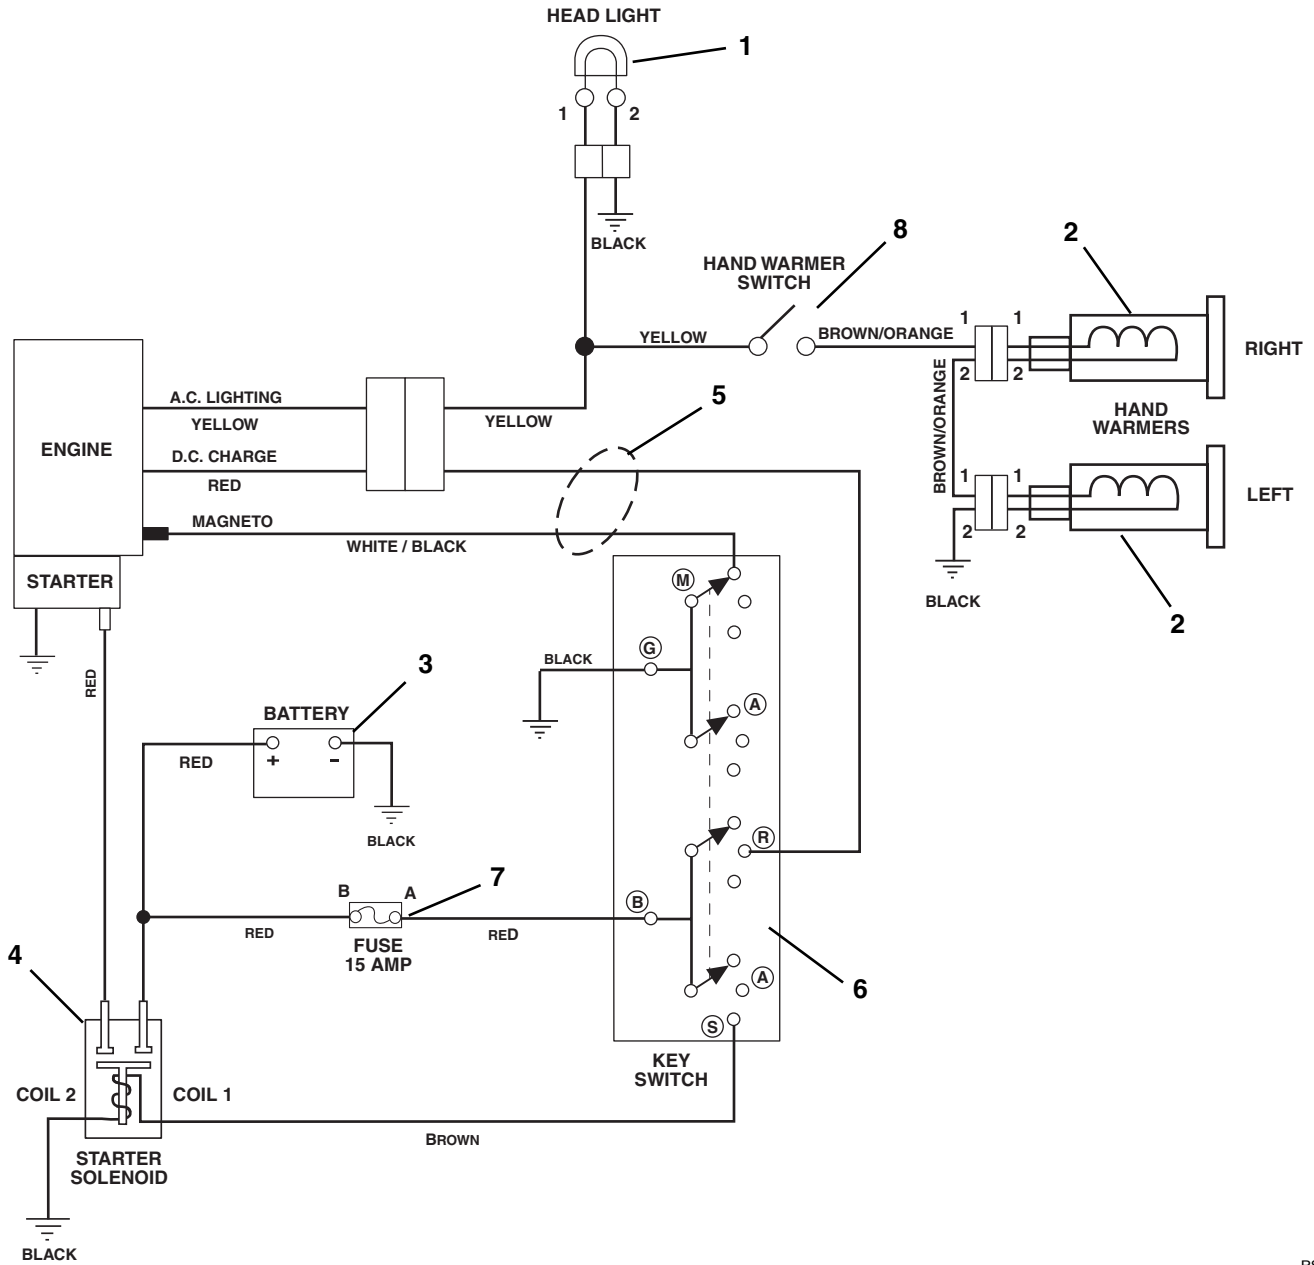 HEAD LIGHT
1
1
2
BLACK
8
2
HAND WARMER
SWITCH
YELLOW
BROWN/ORANGE
1
1
2
2
RIGHT
A.C. LIGHTING
YELLOW
YELLOW
5
BROWN/ORANGE
HAND
WARMERS
ENGINE
D.C. CHARGE
RED
1
1
2
2
LEFT
MAGNETO
WHITE / BLACK
STARTER
M
BLACK
2
RED
BLACK
G
3
BATTERY
A
RED
+
-
BLACK
R
B
A
7
B
RED
FUSE
15 AMP
RED
4
A
6
S
KEY
SWITCH
COIL 2
COIL 1
BROWN
STARTER
SOLENOID
BLACK